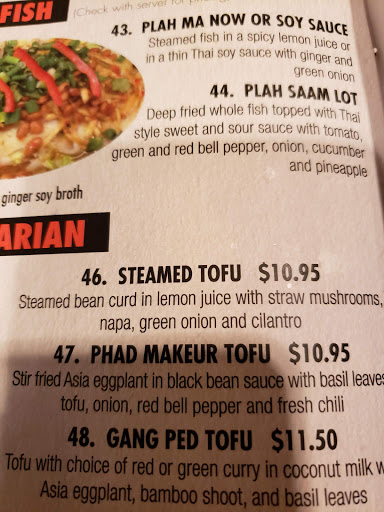 FISH
(Check with server for
43. PLAH MA NOW OR SOY SAUCE
Steamed fish in a spicy lemon juice or
in a thin Thai soy sauce with ginger and
green onion
44. PLAH SAAM LOT
Deep fried whole fish topped with Thai
style sweet and sour sauce with tomato,
green and red bell pepper, onion, cucumber
and pineapple
ginger soy broth
ARIAN
46. STEAMED TOFU $10.95
Steamed bean curd in lemon juice with straw mushrooms,
napa, green onion and cilantro
47. PHAD MAKEUR TOFU $10.95
Stir fried Asia eggplant in black bean sauce with basil leaves
tofu, onion, red bell pepper and fresh chili
48. GANG PED TOFU $11.50
Tofu with choice of red or green curry in coconut milk w
Asia eggplant, bamboo shoot, and basil leaves